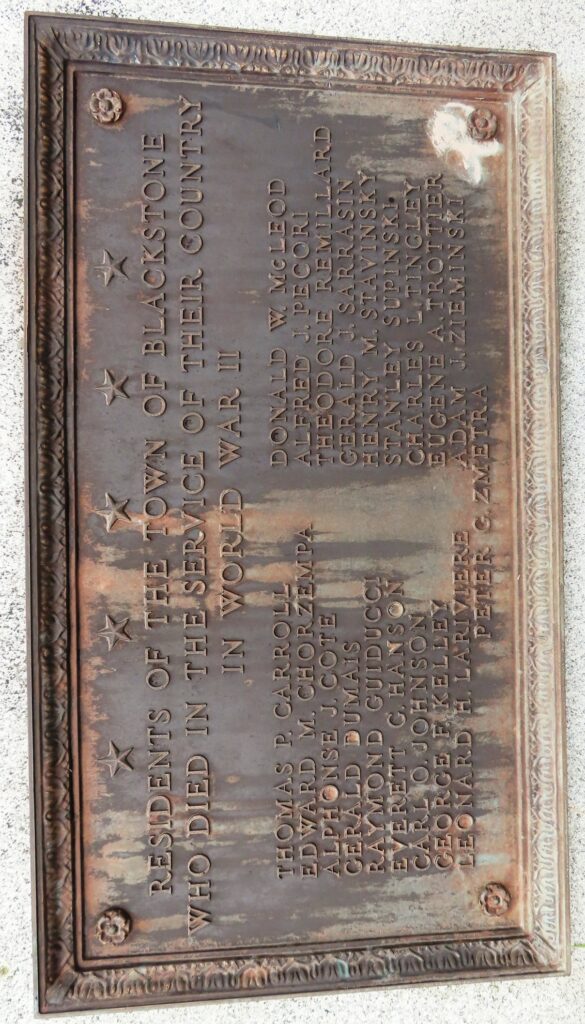 RESIDENTS OF THE TOWN OF BLACKSTONE
WHO DIED IN THE SERVICE OF THEIR COUNTRY
IN WORLD WAR II
THOMAS P. CARROLL
EDWARD M. CHORZEMPA
ALPHONSE J. COTE
GERALD DUMAIS
RAYMOND GUIDUCCI
EVERETT C. HANSON
CARL O. JOHNSON
GEORGE F. KELLEY
LEONARD H. LARIVIERE
DONALD W. McLEOD
ALFRED J. PECORI
THEODORE REMILLARD
GERALD J. SARRASIN
HENRY M. STAVINSKY
STANLEY SUPINSKI
CHARLES L. TINGLEY
EUGENE A. TROTTIER
ADAM J. ZIEMINSKI
PETER G. ZMETRA